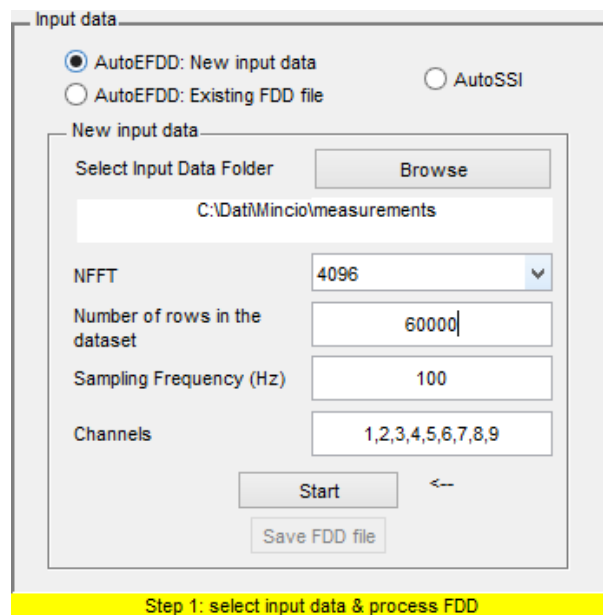 Input data
AutoEFDD: New input data
AutoSSI
AutoEFDD: Existing FDD file
New input data
Select Input Data Folder
Browse
C:\Dati\Mincio\measurements
NFFT
4096
Number of rows in the
dataset
60000
Sampling Frequency (Hz)
100
Channels
1,2,3,4,5,6,7,8,9
Start
<--
Save FDD file
Step 1: select input data & process FDD